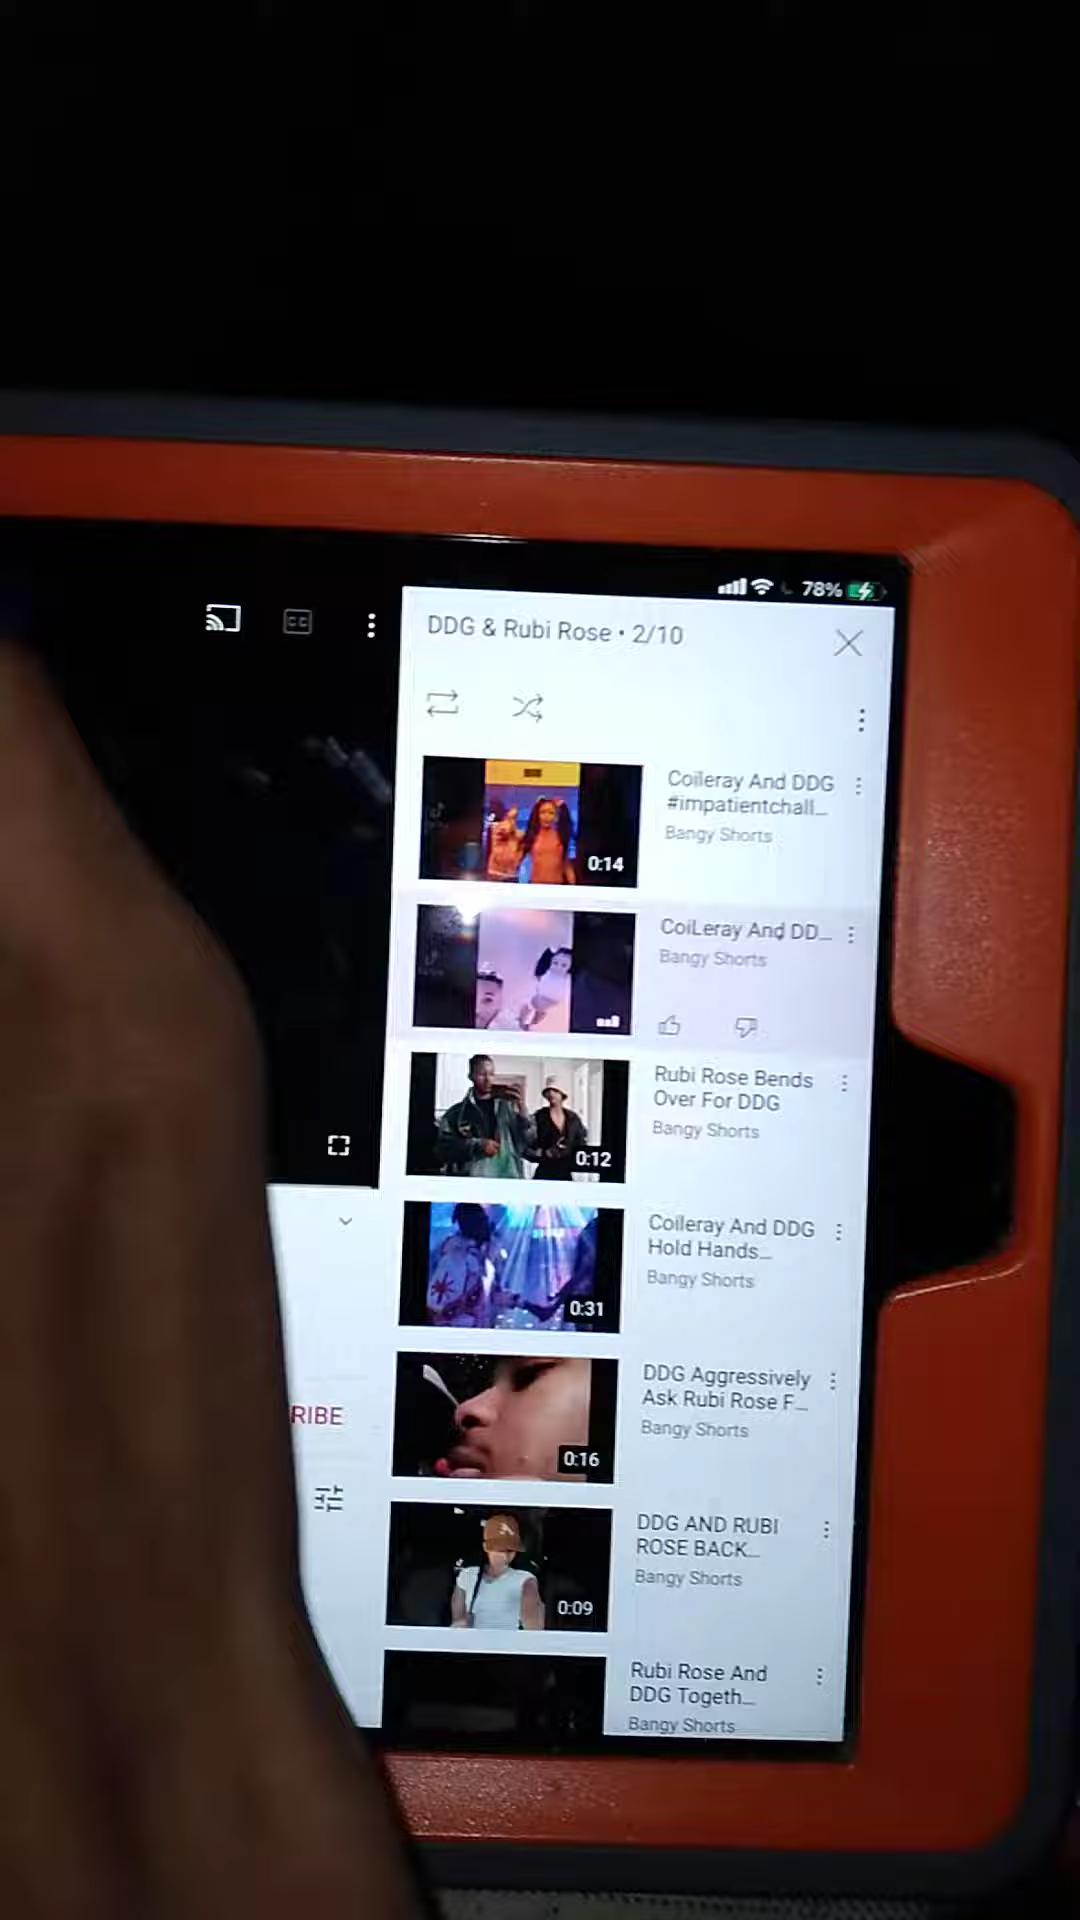 78%
CC
DDG & Rubi Rose • 2/10
Coileray And DDG
#impatientchall...
Bangy Shorts
0:14
CoiLeray And DD...
Bangy Shorts
Rubi Rose Bends
Over For DDG
Bangy Shorts
0:12
Coileray And DDG
Hold Hands...
Bangy Shorts
0:31
DDG Aggressively
Ask Rubi Rose F...
Bangy Shorts
0:16
RIBE
DDG AND RUBI
ROSE BACK...
Bangy Shorts
0:09
Rubi Rose And
DDG Togeth...
Bangy Shorts